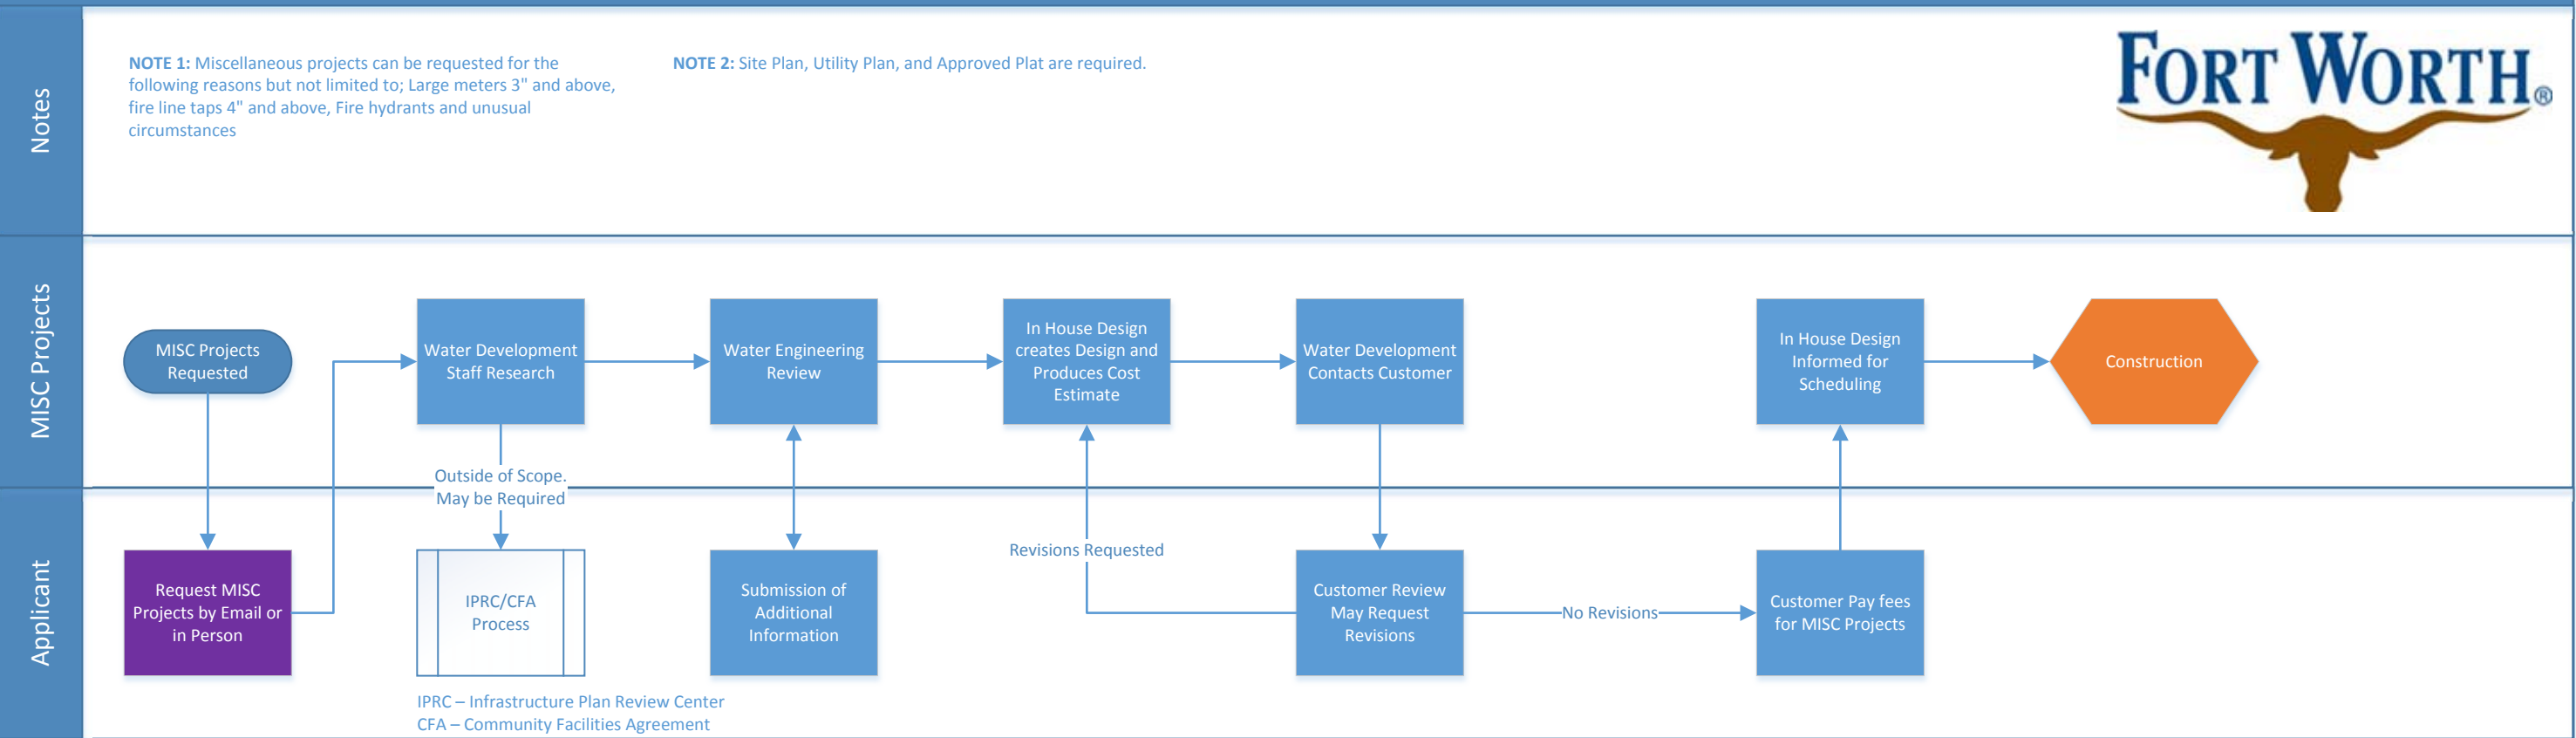 Notes
NOTE 1: Miscellaneous projects can be requested for the
following reasons but not limited to; Large meters 3" and above,
fire line taps 4" and above, Fire hydrants and unusual
circumstances
NOTE 2: Site Plan, Utility Plan, and Approved Plat are required.
FORT WORTH®
MISC Projects
MISC Projects
Requested
Water Development
Staff Research
Water Engineering
Review
In House Design
creates Design and
Produces Cost
Estimate
Water Development
Contacts Customer
In House Design
Informed for
Scheduling
Construction
Outside of Scope.
May be Required
Applicant
Request MISC
Projects by Email or
in Person
IPRC/CFA
Process
Submission of
Additional
Information
Revisions Requested
Customer Review
May Request
Revisions
No Revisions
Customer Pay fees
for MISC Projects
IPRC – Infrastructure Plan Review Center
CFA – Community Facilities Agreement